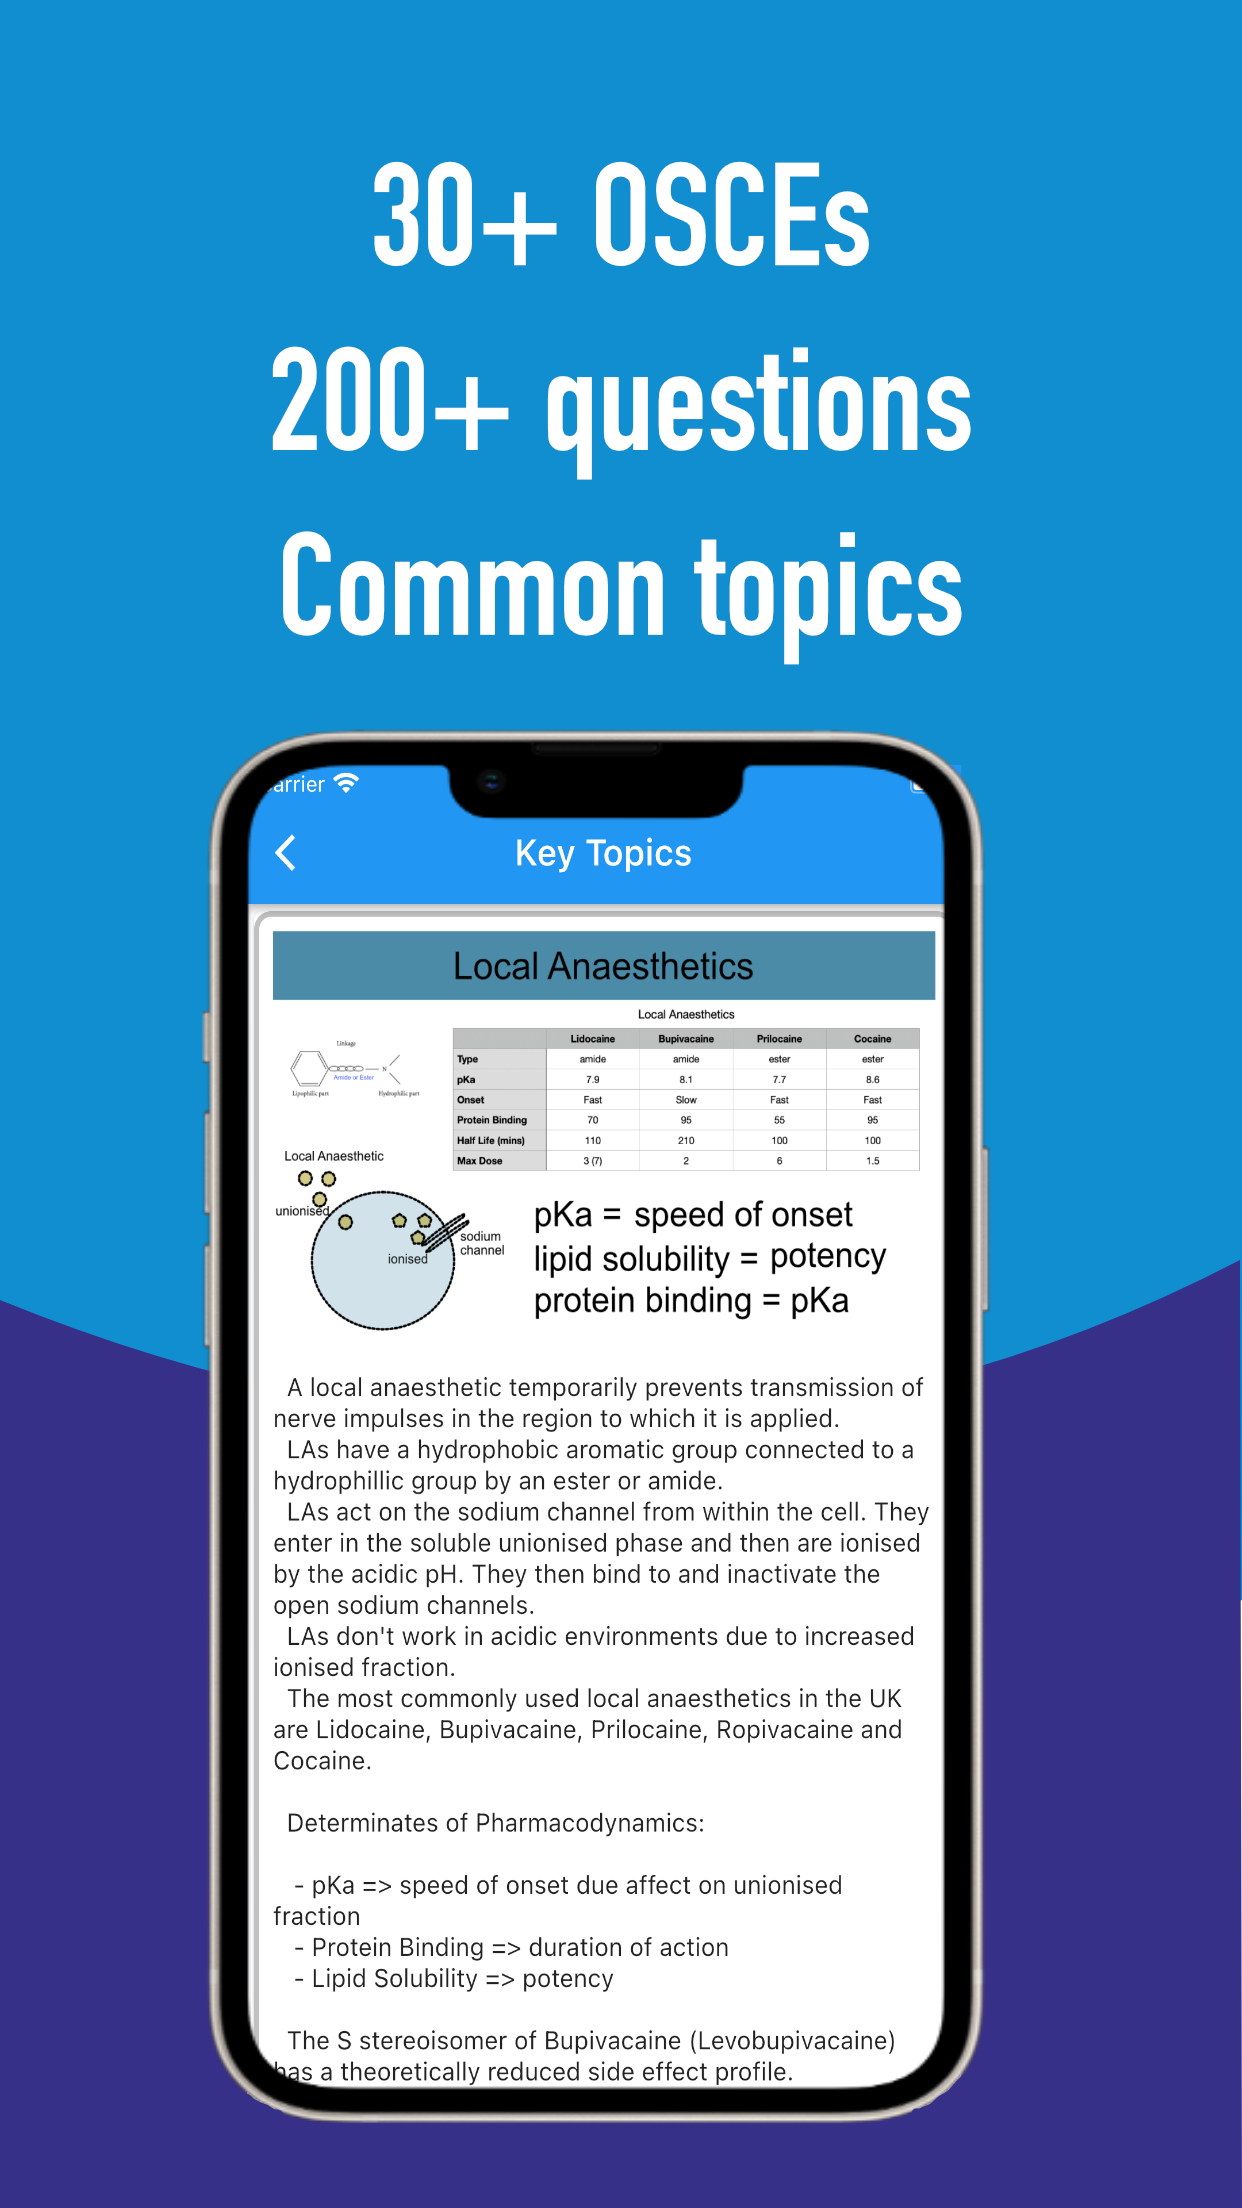 30+ OSCEs
200+ questions
Common topics
arrier
Key Topics
Local Anaesthetics
Local Anaesthetics
Lidocaine Bupivacaine Prilocaine Cocaine
Type amide amide ester ester
pKa 7.9 8.1 7.7 8.6
Onset Fast Slow Fast Fast
Protein Binding 70 95 55 95
Half Life (mins) 110 210 100 100
Max Dose 3 (7) 2 6 1.5
Linkage
N
Amide or Ester
Lipophilic part Hydrophilic part
Local Anaesthetic
unionised
ionised
sodium
channel
pKa = speed of onset
lipid solubility = potency
protein binding = pKa
A local anaesthetic temporarily prevents transmission of
nerve impulses in the region to which it is applied.
LAs have a hydrophobic aromatic group connected to a
hydrophillic group by an ester or amide.
LAs act on the sodium channel from within the cell. They
enter in the soluble unionised phase and then are ionised
by the acidic pH. They then bind to and inactivate the
open sodium channels.
LAs don't work in acidic environments due to increased
ionised fraction.
The most commonly used local anaesthetics in the UK
are Lidocaine, Bupivacaine, Prilocaine, Ropivacaine and
Cocaine.
Determinates of Pharmacodynamics:
- pKa => speed of onset due affect on unionised
fraction
- Protein Binding => duration of action
- Lipid Solubility => potency
The S stereoisomer of Bupivacaine (Levobupivacaine)
has a theoretically reduced side effect profile.